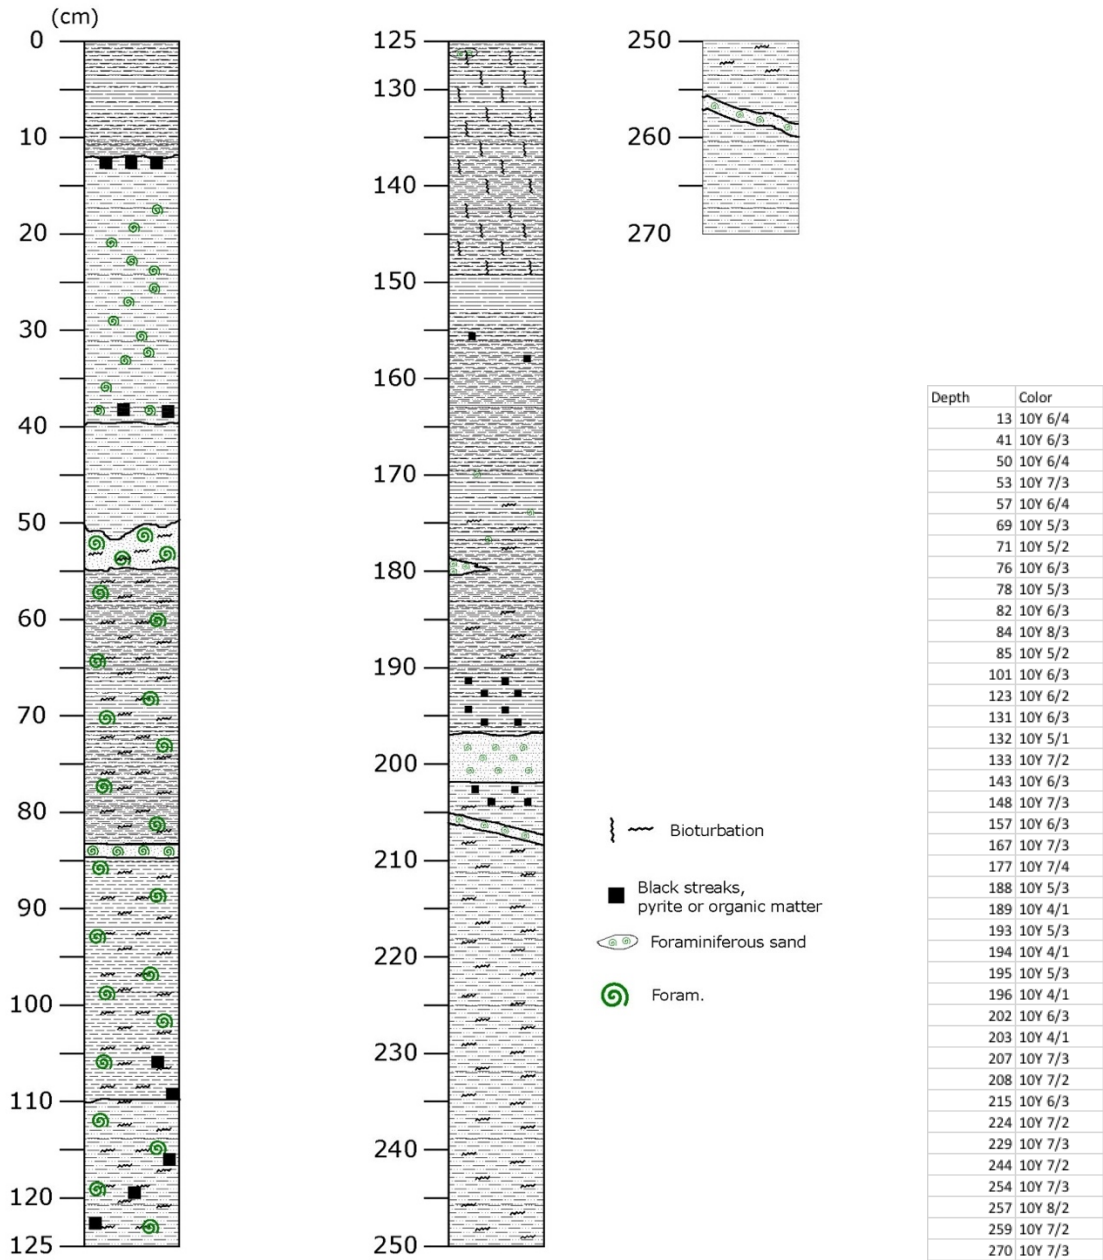 (cm)
0
10
20
30
40
50
60
70
80
90
100
110
120
125
125
130
140
150
160
170
180
190
200
210
220
230
240
250
250
260
270
Bioturbation
Black streaks,
pyrite or organic matter
Foraminiferous sand
Foram.
Depth Color
13 10Y 6/4
41 10Y 6/3
50 10Y 6/4
53 10Y 7/3
57 10Y 6/4
69 10Y 5/3
71 10Y 5/2
76 10Y 6/3
78 10Y 5/3
82 10Y 6/3
84 10Y 8/3
85 10Y 5/2
101 10Y 6/3
123 10Y 6/2
131 10Y 6/3
132 10Y 5/1
133 10Y 7/2
143 10Y 6/3
148 10Y 7/3
157 10Y 6/3
167 10Y 7/3
177 10Y 7/4
188 10Y 5/3
189 10Y 4/1
193 10Y 5/3
194 10Y 4/1
195 10Y 5/3
196 10Y 4/1
202 10Y 6/3
203 10Y 4/1
207 10Y 7/3
208 10Y 7/2
215 10Y 6/3
224 10Y 7/2
229 10Y 7/3
244 10Y 7/2
254 10Y 7/3
257 10Y 8/2
259 10Y 7/2
270 10Y 7/3